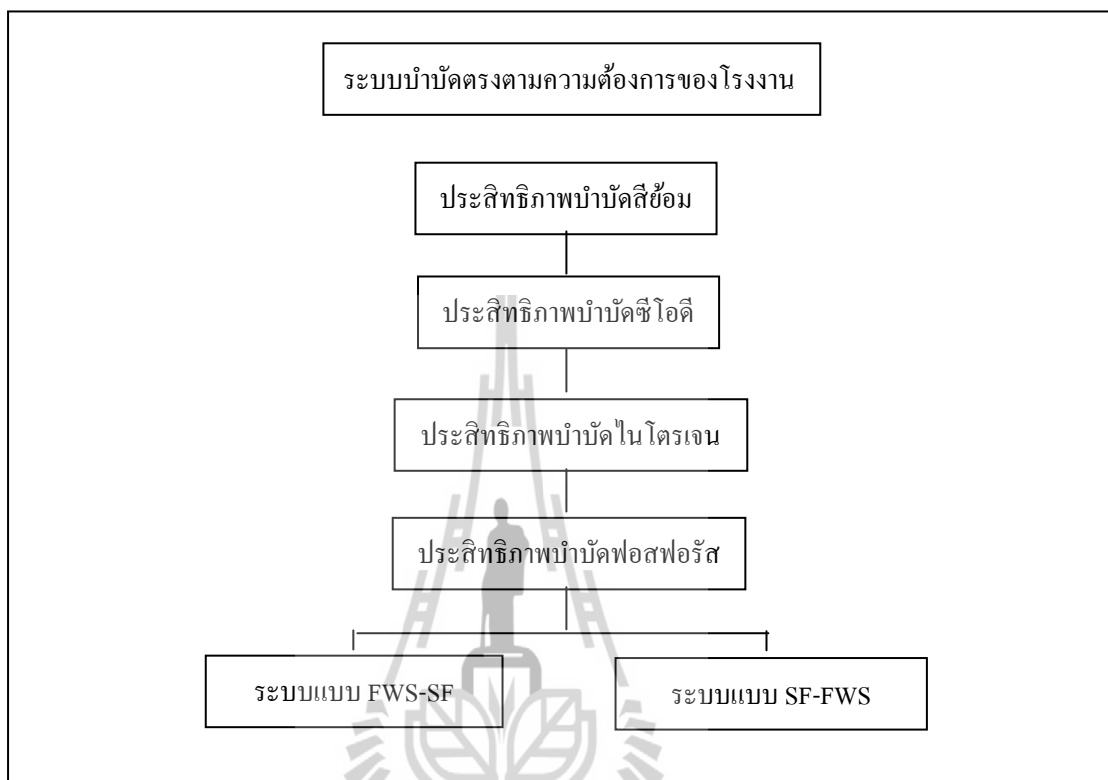 ระบบบำบัดตรงตามความต้องการของโรงงาน
ประสิทธิภาพบำบัดสีย้อม
ประสิทธิภาพบำบัดซีโอดี
ประสิทธิภาพบำบัดไนโตรเจน
ประสิทธิภาพบำบัดฟอสฟอรัส
ระบบแบบ FWS-SF
ระบบแบบ SF-FWS